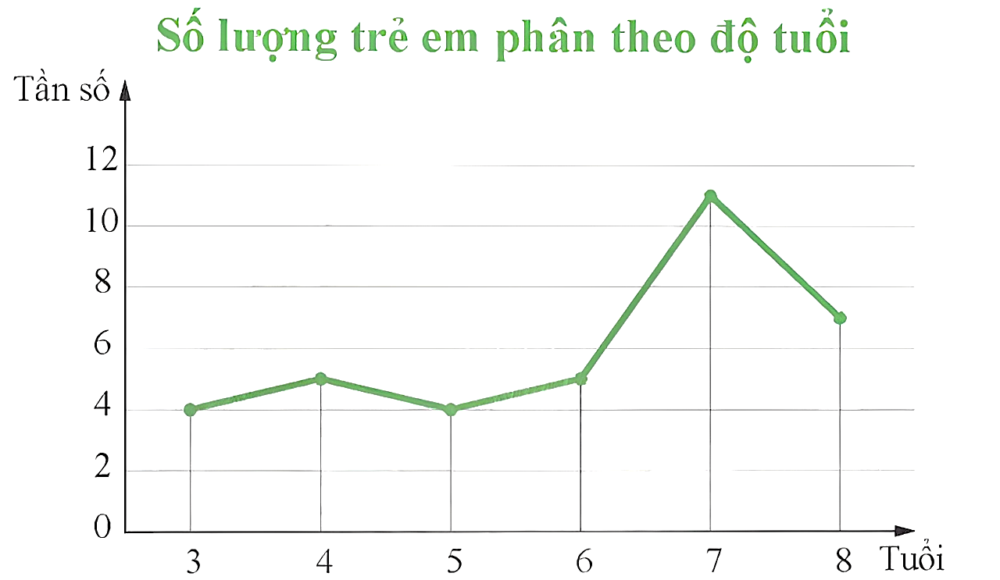 Số lượng trẻ em phân theo độ tuổi
Tần số
12
10
8
6
4
2
0
3 4 5 6 7 8 Tuổi